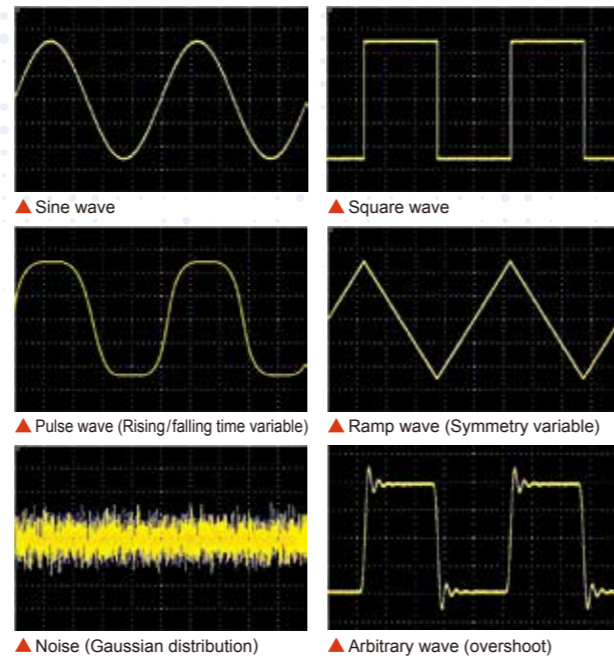 ▲ Sine wave
▲ Square wave
▲ Pulse wave (Rising/falling time variable)
▲ Ramp wave (Symmetry variable)
▲ Noise (Gaussian distribution)
▲ Arbitrary wave (overshoot)